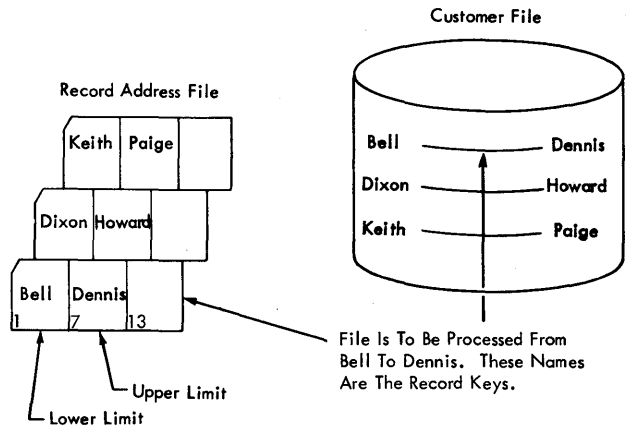 Customer File
Record Address File
Keith Paige
Dixon Howard
Bell Dennis
1 7 13
Upper Limit
Lower Limit
Bell Dennis
Dixon Howard
Keith Paige
File Is To Be Processed From
Bell To Dennis. These Names
Are The Record Keys.